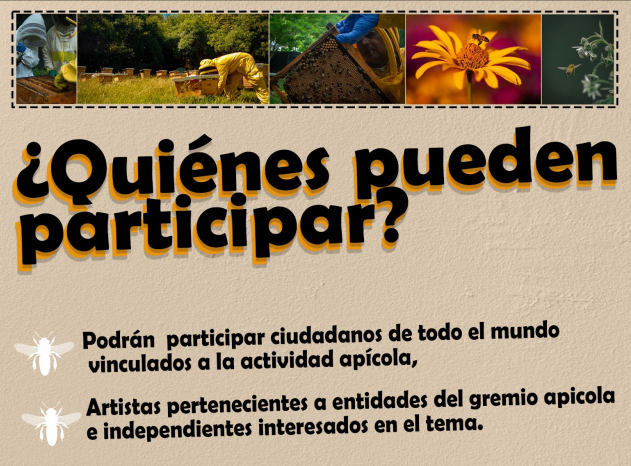 ¿Quiénes pueden
participar?
Podrán participar ciudadanos de todo el mundo
vinculados a la actividad apícola,
Artistas pertenecientes a entidades del gremio apicola
e independientes interesados en el tema.